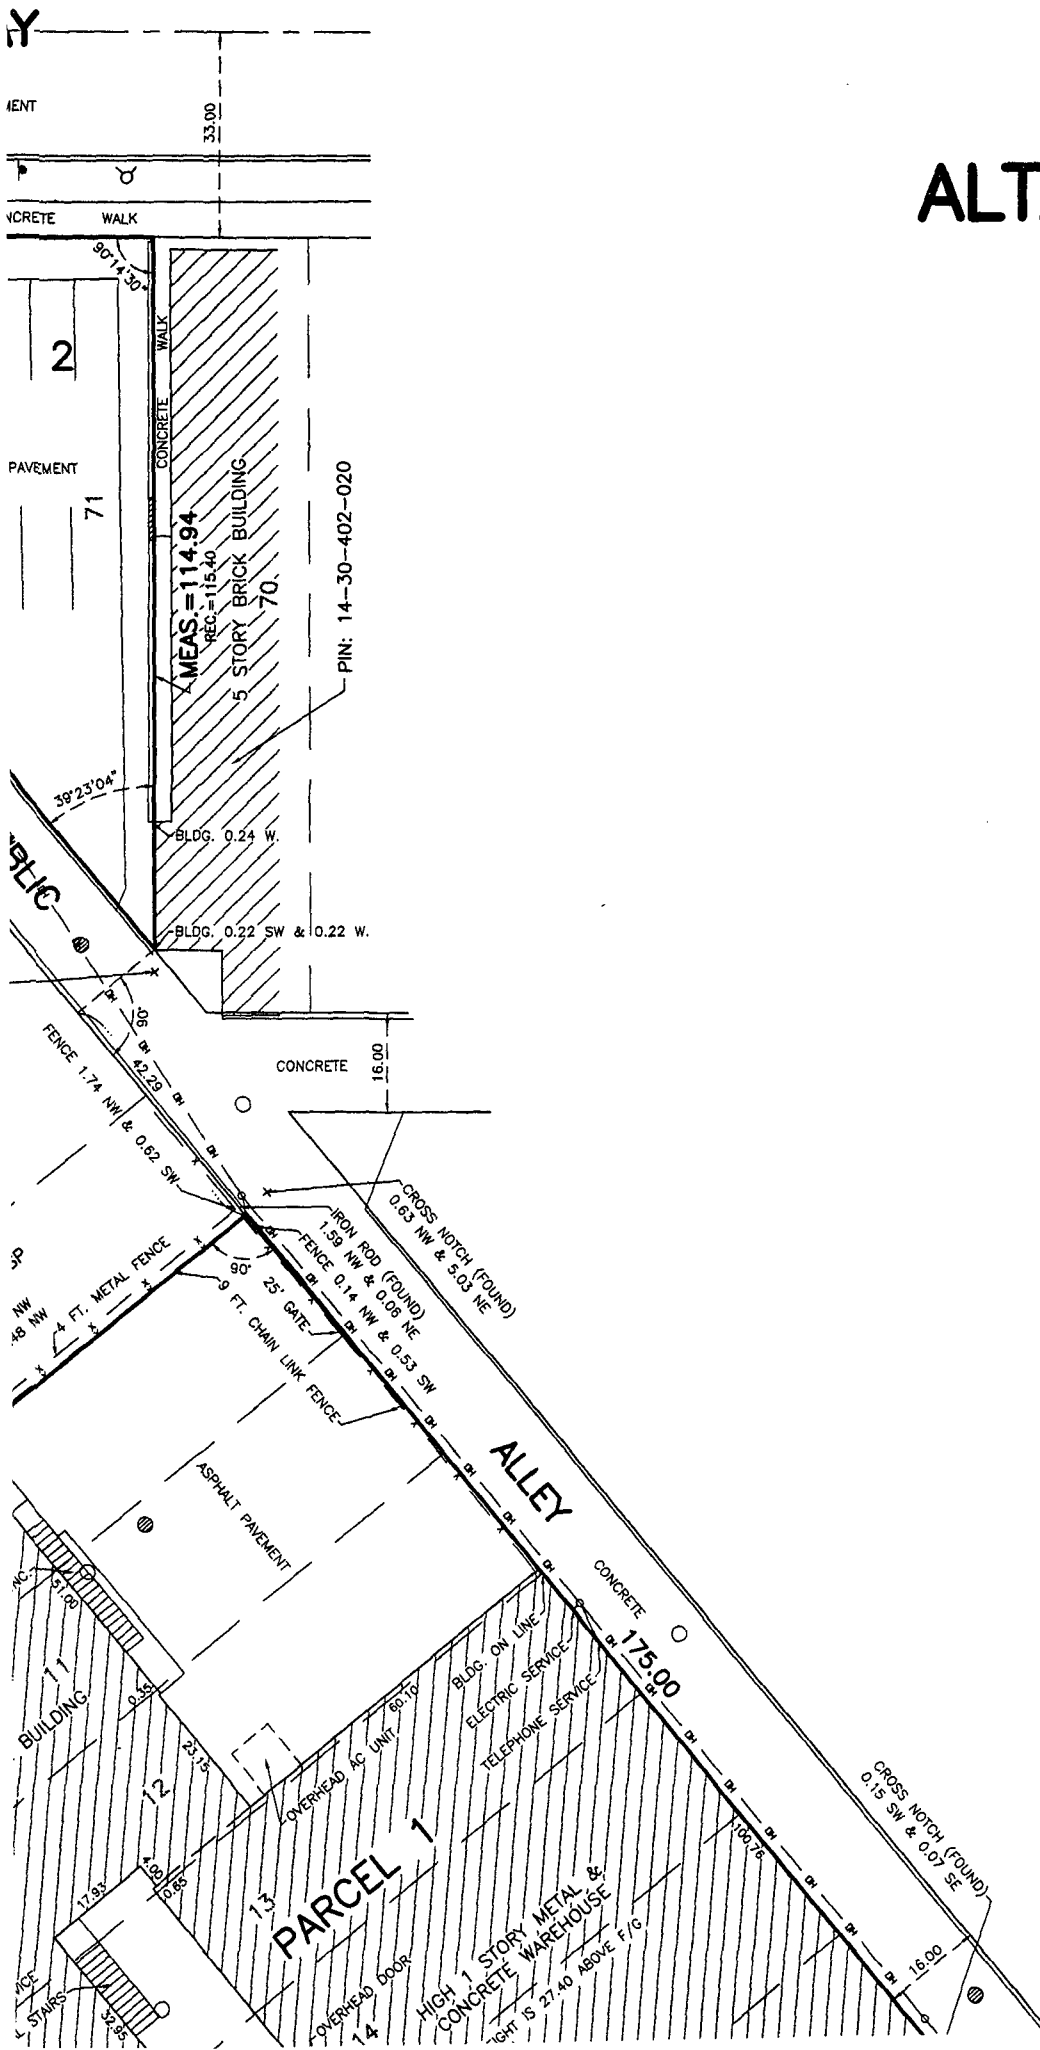 33.00
WALK
90°14'30"
WALK
2
CONCRETE
PAVEMENT
71
MEAS.=114.94
REC.=115.40
5 STORY BRICK BUILDING
70
PIN: 14-30-402-020
39°23'04"
BLDG. 0.24 W.
BLDG. 0.22 SW & 0.22 W.
90°
42.29
FENCE 1.74 NW & 0.62 SW
CONCRETE
16.00
CROSS NOTCH (FOUND)
0.63 NW & 5.03 NE
IRON ROD (FOUND)
1.59 NW & 0.06 NE
FENCE 0.14 NW & 0.53 SW
90°
25' GATE
9 FT. CHAIN LINK FENCE
4 FT. METAL FENCE
NW
NW
ALLEY
ASPHALT PAVEMENT
CONCRETE
175.00
51.00
BLDG. ON LINE
ELECTRIC SERVICE
TELEPHONE SERVICE
60.10
11
BUILDING
0.35
23.15
12
OVERHEAD AC UNIT
CROSS NOTCH (FOUND)
0.15 SW & 0.07 SE
100.76
4.00
0.65
17.93
13
PARCEL 1
HIGH 1 STORY METAL &
CONCRETE WAREHOUSE
IS 27.40 ABOVE F/G
OVERHEAD DOOR
14
STAIRS
32.95
16.00